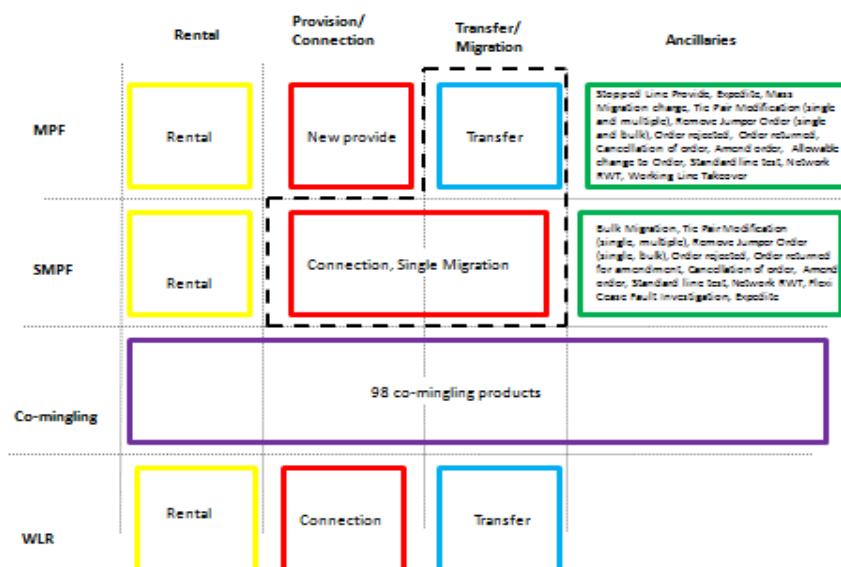 Rental
Provision/
Connection
Transfer/
Migration
Ancillaries
MPF
Rental
New provide
Transfer
Stopped Line Provide, Expedite, Mass
Migration charge, Tie Pair Modification (single
and multiple), Remove Jumper Order (single
and bulk), Order rejected, Order returned,
Cancellation of order, Amend order, Allowable
change to Order, Standard line test, Network
RWT, Working Line Takeover
SMPF
Rental
Connection, Single Migration
Bulk Migration, Tie Pair Modification
(single, multiple), Remove Jumper Order
(single, bulk), Order rejected, Order returned
for amendment, Cancellation of order, Amend
order, Standard line test, Network RWT, Flexi
Cease Fault Investigation, Expedite
Co-mingling
98 co-mingling products
WLR
Rental
Connection
Transfer